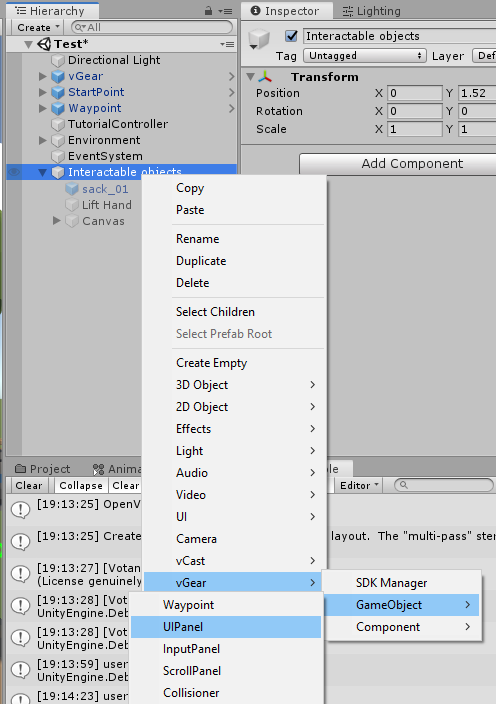 Hierarchy
Create
All
Test*
Directional Light
vGear
StartPoint
Waypoint
TutorialController
Environment
EventSystem
Interactable objects
sack_01
Lift Hand
Canvas
Inspector
Lighting
Interactable objects
Tag
Untagged
Layer
Def
Transform
Position X 0 Y 1.52
Rotation X 0 Y 0
Scale X 1 Y 1
Add Component
Copy
Paste
Rename
Duplicate
Delete
Select Children
Select Prefab Root
Create Empty
3D Object
2D Object
Effects
Light
Audio
Video
UI
Camera
vCast
vGear
SDK Manager
GameObject
Component
Waypoint
UIPanel
InputPanel
ScrollPanel
Collisioner
Project
Anima
Clear
Collapse
Clear
Editor
[19:13:25] OpenV
[19:13:25] Create
layout. The "multi-pass" ster
[19:13:27] [Votan
(License genuinely
[19:13:28] [Vot
UnityEngine.Deb
[19:13:28] [Vot
UnityEngine.Deb
[19:13:59] user
UnityEngine.Deb
[19:14:23] user